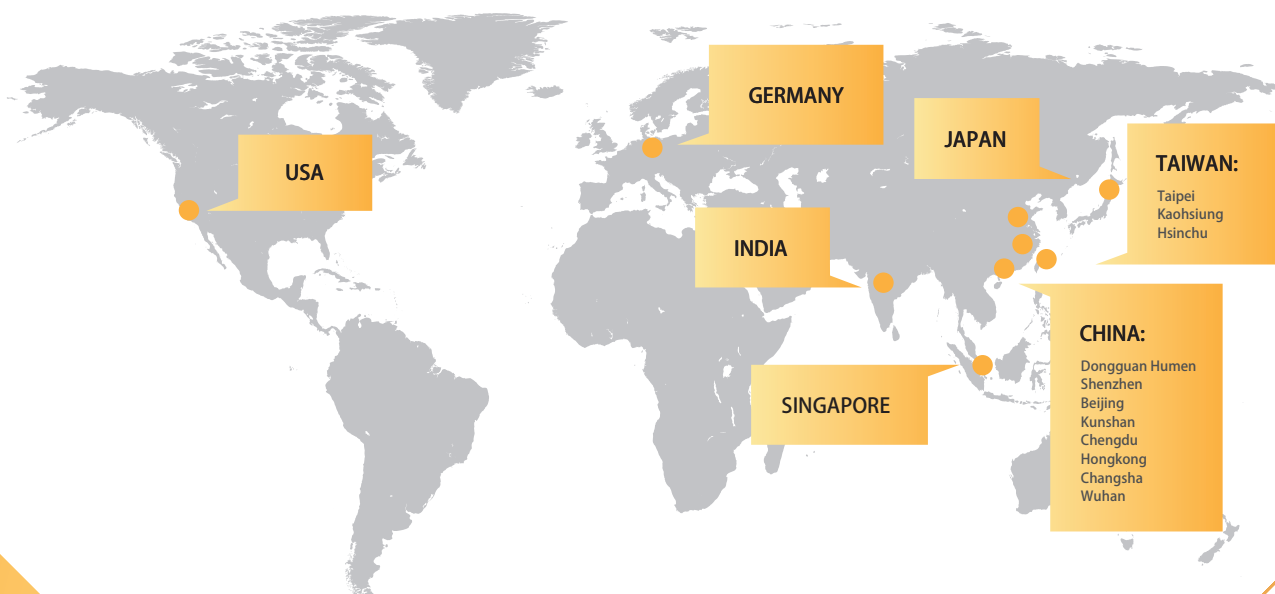 GERMANY
JAPAN
TAIWAN:
Taipei
Kaohsiung
Hsinchu
USA
INDIA
CHINA:
Dongguan Humen
Shenzhen
Beijing
Kunshan
Chengdu
Hongkong
Changsha
Wuhan
SINGAPORE